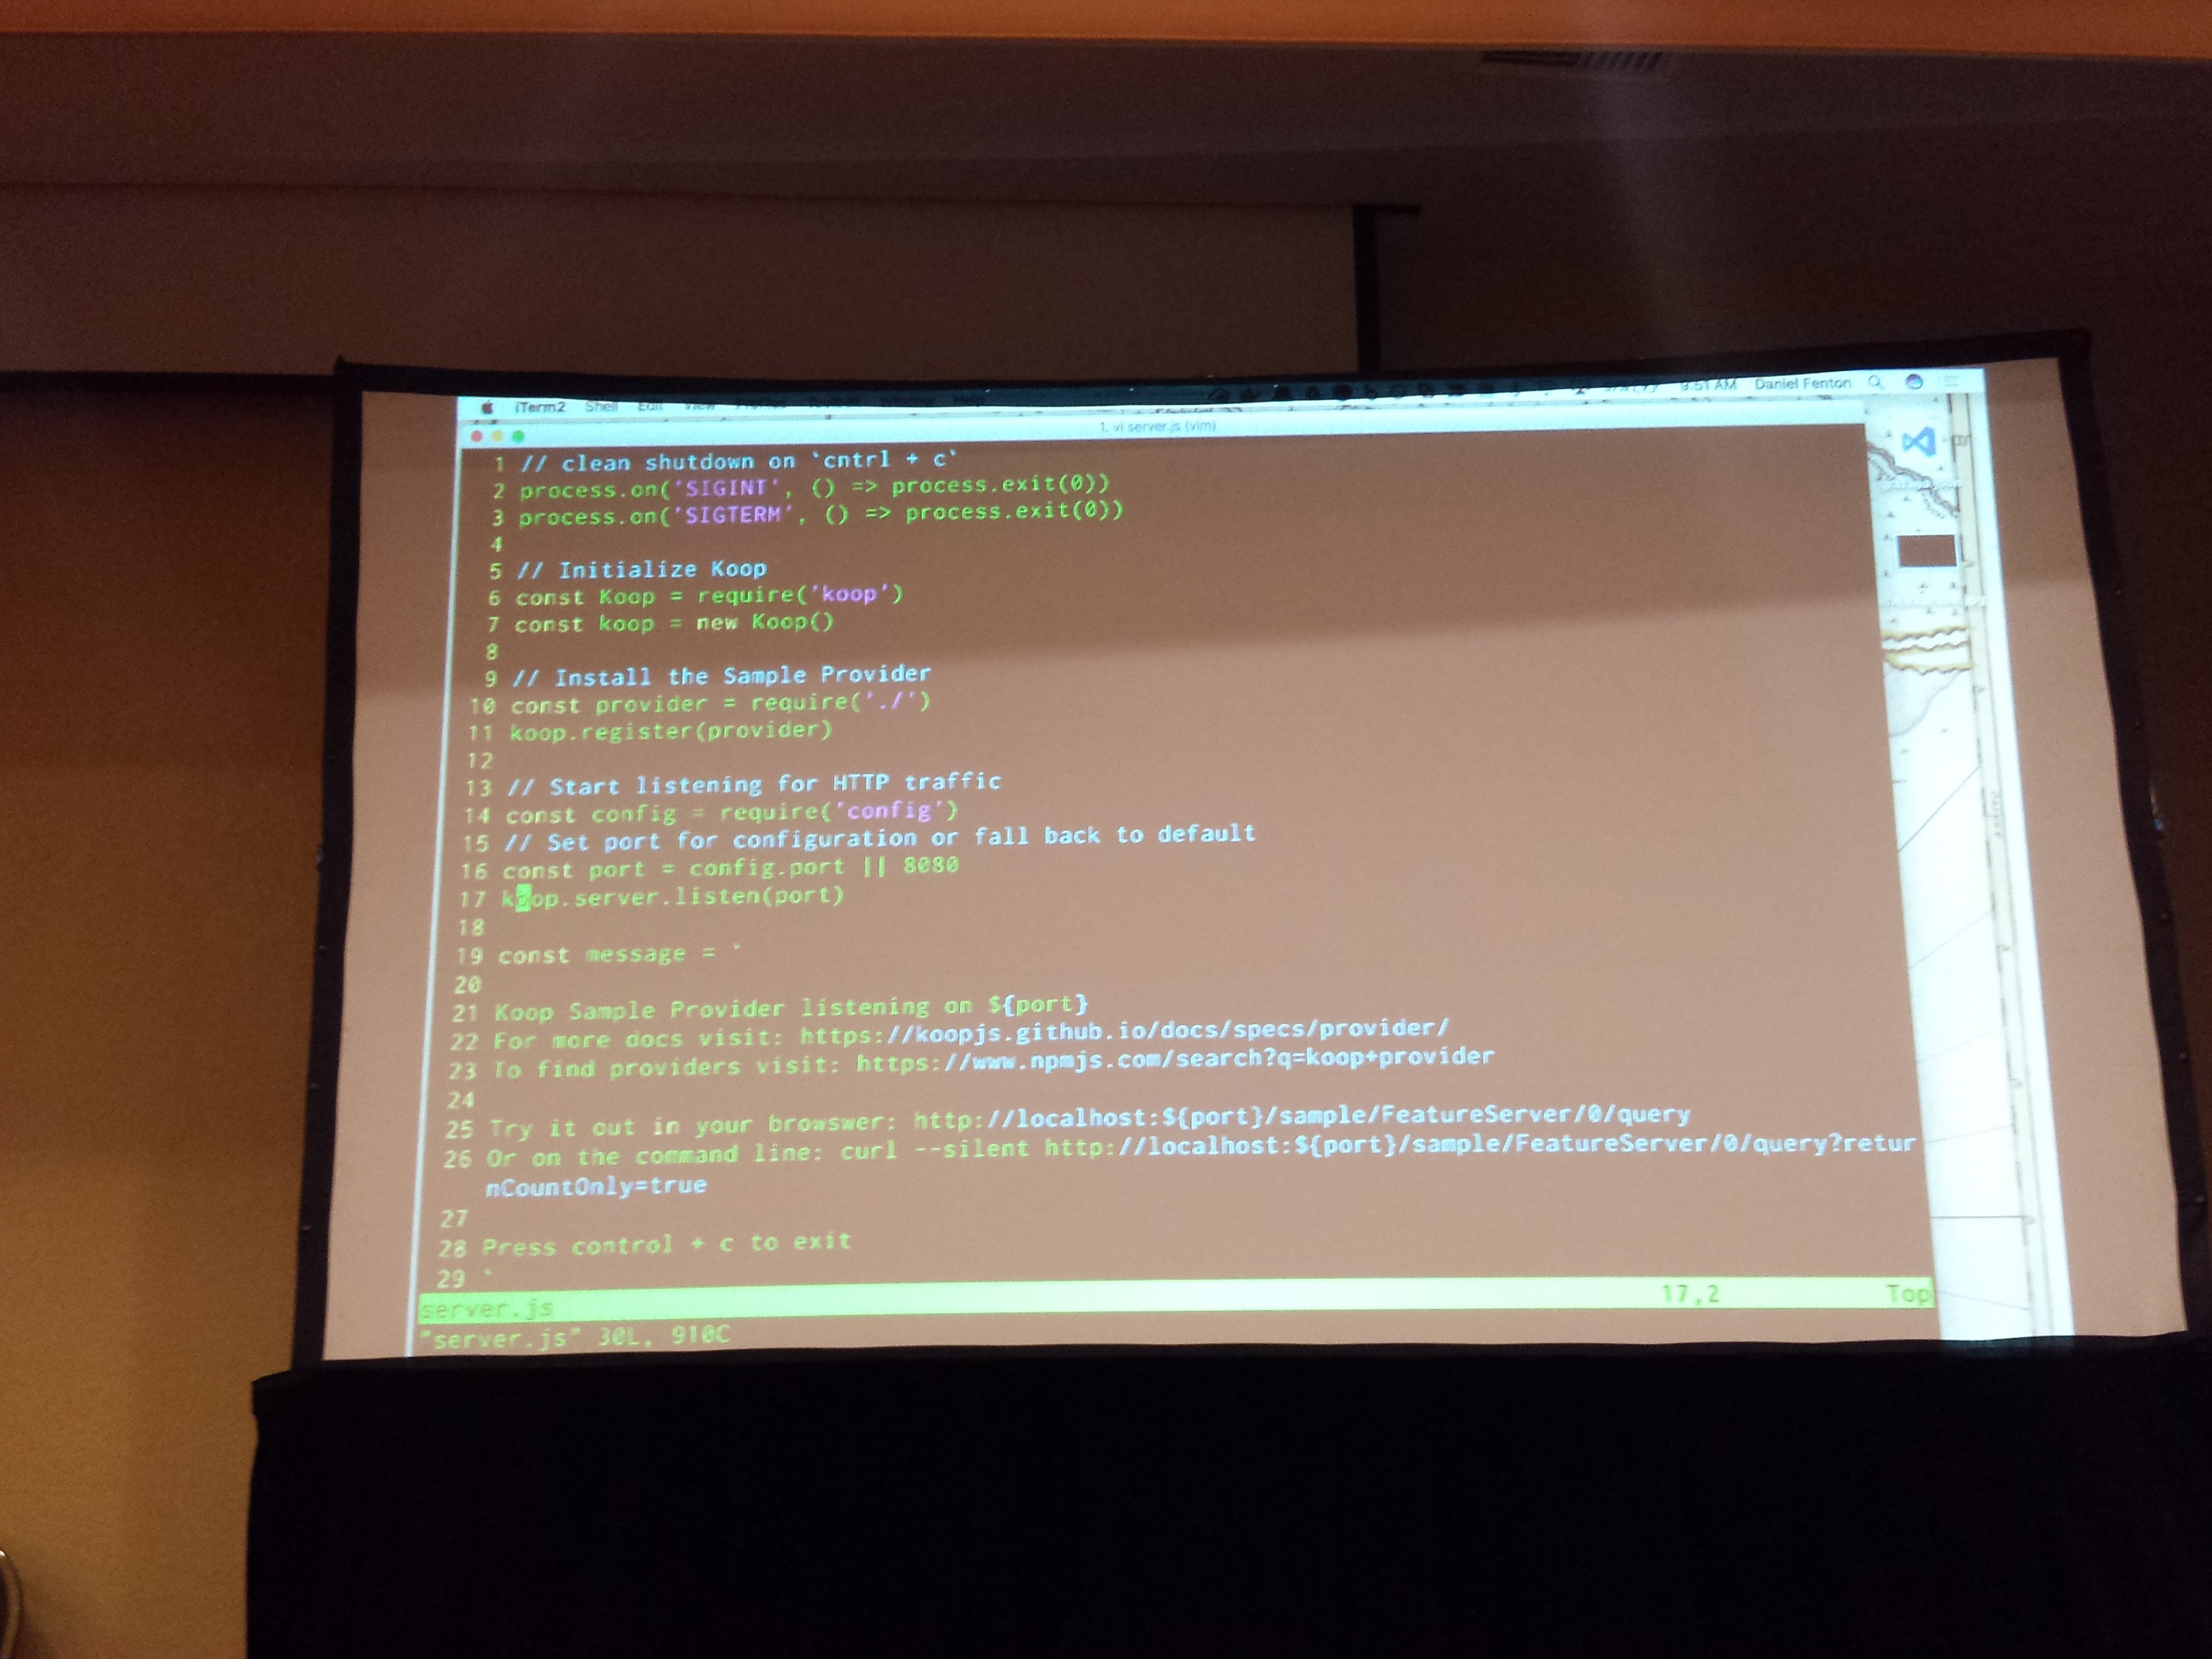 iTerm2 Shell Edit View 9:51 AM Daniel Fenton
1. vi server.js (vim)
1 // clean shutdown on `cntrl + c`
2 process.on('SIGINT', () => process.exit(0))
3 process.on('SIGTERM', () => process.exit(0))
4
5 // Initialize Koop
6 const Koop = require('koop')
7 const koop = new Koop()
8
9 // Install the Sample Provider
10 const provider = require('./')
11 koop.register(provider)
12
13 // Start listening for HTTP traffic
14 const config = require('config')
15 // Set port for configuration or fall back to default
16 const port = config.port || 8080
17 koop.server.listen(port)
18
19 const message = `
20
21 Koop Sample Provider listening on ${port}
22 For more docs visit: https://koopjs.github.io/docs/specs/provider/
23 To find providers visit: https://www.npmjs.com/search?q=koop+provider
24
25 Try it out in your browswer: http://localhost:${port}/sample/FeatureServer/0/query
26 Or on the command line: curl --silent http://localhost:${port}/sample/FeatureServer/0/query?retur
nCountOnly=true
27
28 Press control + c to exit
29 `
server.js 17,2 Top
"server.js" 30L, 910C